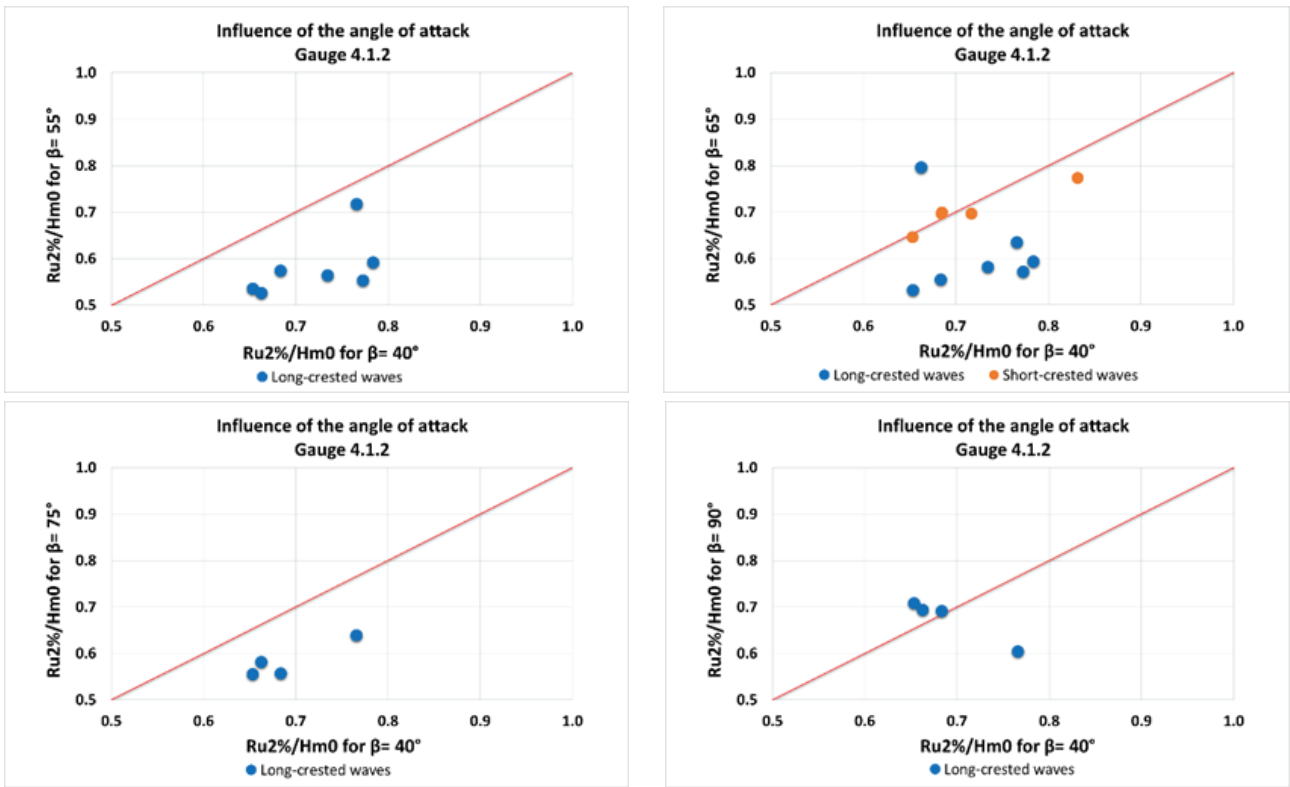 Influence of the angle of attack
Gauge 4.1.2
Ru2%/Hm0 for β= 55°
1.0
0.9
0.8
0.7
0.6
0.5
0.5 0.6 0.7 0.8 0.9 1.0
Ru2%/Hm0 for β= 40°
Long-crested waves
Influence of the angle of attack
Gauge 4.1.2
Ru2%/Hm0 for β= 65°
1.0
0.9
0.8
0.7
0.6
0.5
0.5 0.6 0.7 0.8 0.9 1.0
Ru2%/Hm0 for β= 40°
Long-crested waves Short-crested waves
Influence of the angle of attack
Gauge 4.1.2
Ru2%/Hm0 for β= 75°
1.0
0.9
0.8
0.7
0.6
0.5
0.5 0.6 0.7 0.8 0.9 1.0
Ru2%/Hm0 for β= 40°
Long-crested waves
Influence of the angle of attack
Gauge 4.1.2
Ru2%/Hm0 for β= 90°
1.0
0.9
0.8
0.7
0.6
0.5
0.5 0.6 0.7 0.8 0.9 1.0
Ru2%/Hm0 for β= 40°
Long-crested waves